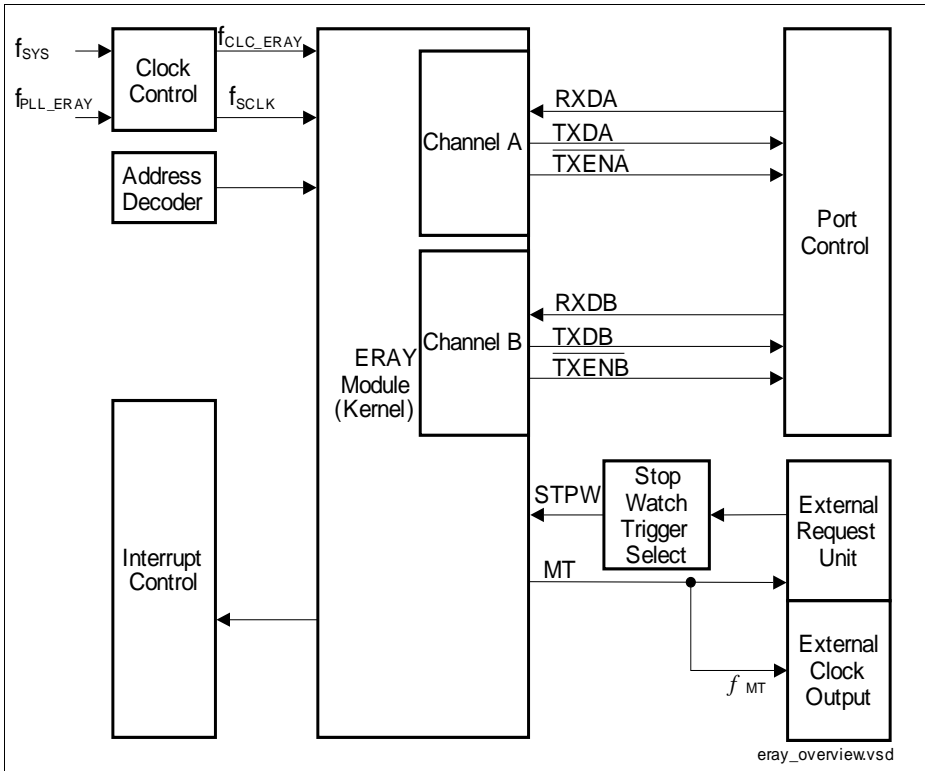 fSYS
fPLL_ERAY
Clock
Control
fCLC_ERAY
fSCLK
Address
Decoder
Interrupt
Control
ERAY
Module
(Kernel)
Channel A
RXDA
TXDA
TXENA
Channel B
RXDB
TXDB
TXENB
Port
Control
STPW
Stop
Watch
Trigger
Select
External
Request
Unit
MT
fMT
External
Clock
Output
eray_overview.vsd